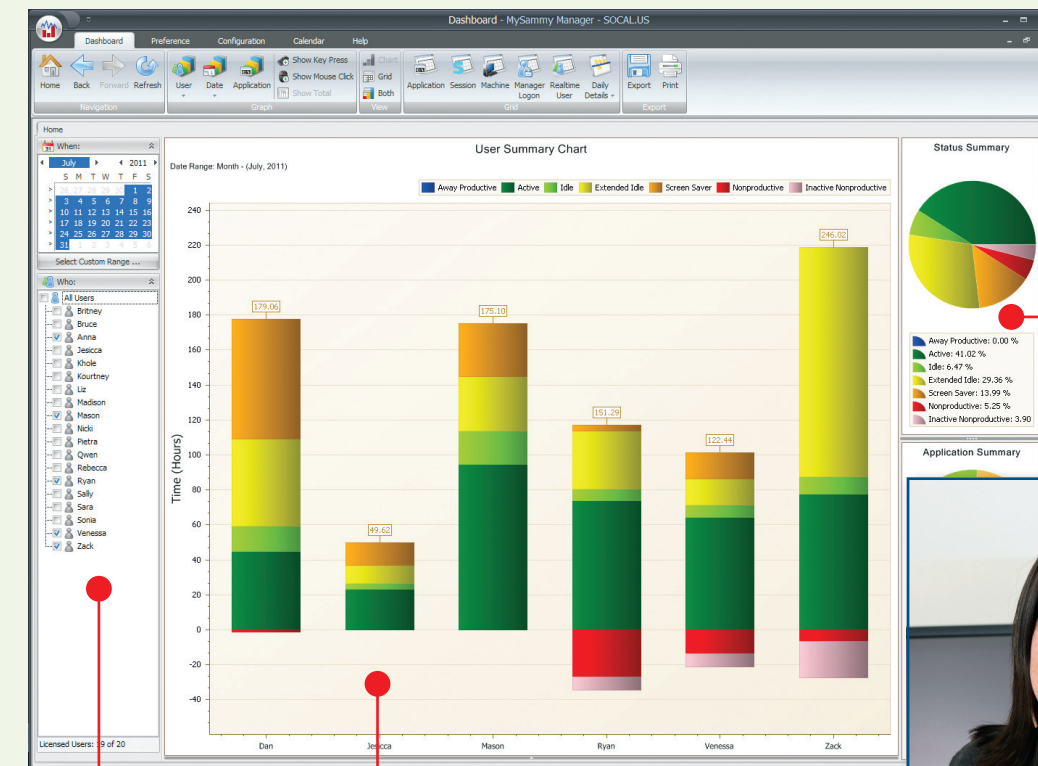 Dashboard - MySammy Manager - SOCAL.US
Dashboard Preference Configuration Calendar Help
Home Back Forward Refresh
Navigation
User Date Application
Show Key Press
Show Mouse Click
Show Total
Graph
Chart
Grid
Both
View
Application Session Machine Manager Logon Realtime User Daily Details
Grid
Export Print
Export
Home
When:
July 2011
S M T W T F S
26 27 28 29 30 1 2
3 4 5 6 7 8 9
10 11 12 13 14 15 16
17 18 19 20 21 22 23
24 25 26 27 28 29 30
31 1 2 3 4 5 6
Select Custom Range ...
Who:
All Users
Britney
Bruce
Anna
Jesicca
Khole
Kourtney
Liz
Madison
Mason
Nicki
Pietra
Qwen
Rebecca
Ryan
Sally
Sara
Sonia
Venessa
Zack
Licensed Users: 19 of 20
User Summary Chart
Date Range: Month - (July, 2011)
Away Productive Active Idle Extended Idle Screen Saver Nonproductive Inactive Nonproductive
Time (Hours)
240
220
200
180
160
140
120
100
80
60
40
20
0
-20
-40
179.06
49.62
175.10
151.29
122.44
246.02
Dan Jesicca Mason Ryan Venessa Zack
Status Summary
Away Productive: 0.00 %
Active: 41.02 %
Idle: 6.47 %
Extended Idle: 29.36 %
Screen Saver: 13.99 %
Nonproductive: 5.25 %
Inactive Nonproductive: 3.90
Application Summary